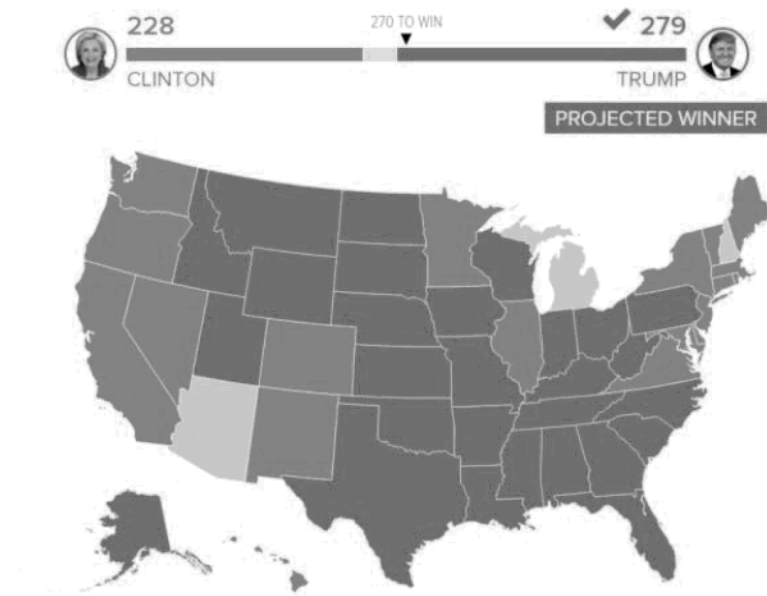 228
270 TO WIN
279
CLINTON
TRUMP
PROJECTED WINNER